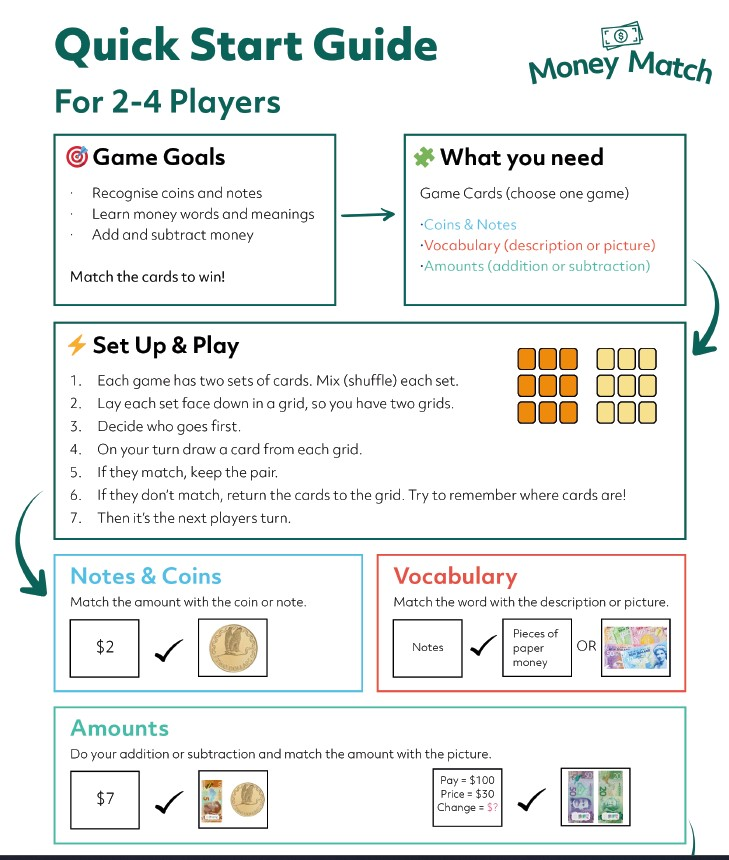 Quick Start Guide
Money Match
For 2-4 Players
Game Goals
· Recognise coins and notes
· Learn money words and meanings
· Add and subtract money
Match the cards to win!
What you need
Game Cards (choose one game)
·Coins & Notes
·Vocabulary (description or picture)
·Amounts (addition or subtraction)
Set Up & Play
1. Each game has two sets of cards. Mix (shuffle) each set.
2. Lay each set face down in a grid, so you have two grids.
3. Decide who goes first.
4. On your turn draw a card from each grid.
5. If they match, keep the pair.
6. If they don't match, return the cards to the grid. Try to remember where cards are!
7. Then it's the next players turn.
Notes & Coins
Match the amount with the coin or note.
$2
Vocabulary
Match the word with the description or picture.
Notes
Pieces of
paper
money
OR
Amounts
Do your addition or subtraction and match the amount with the picture.
$7
Pay = $100
Price = $30
Change = $?